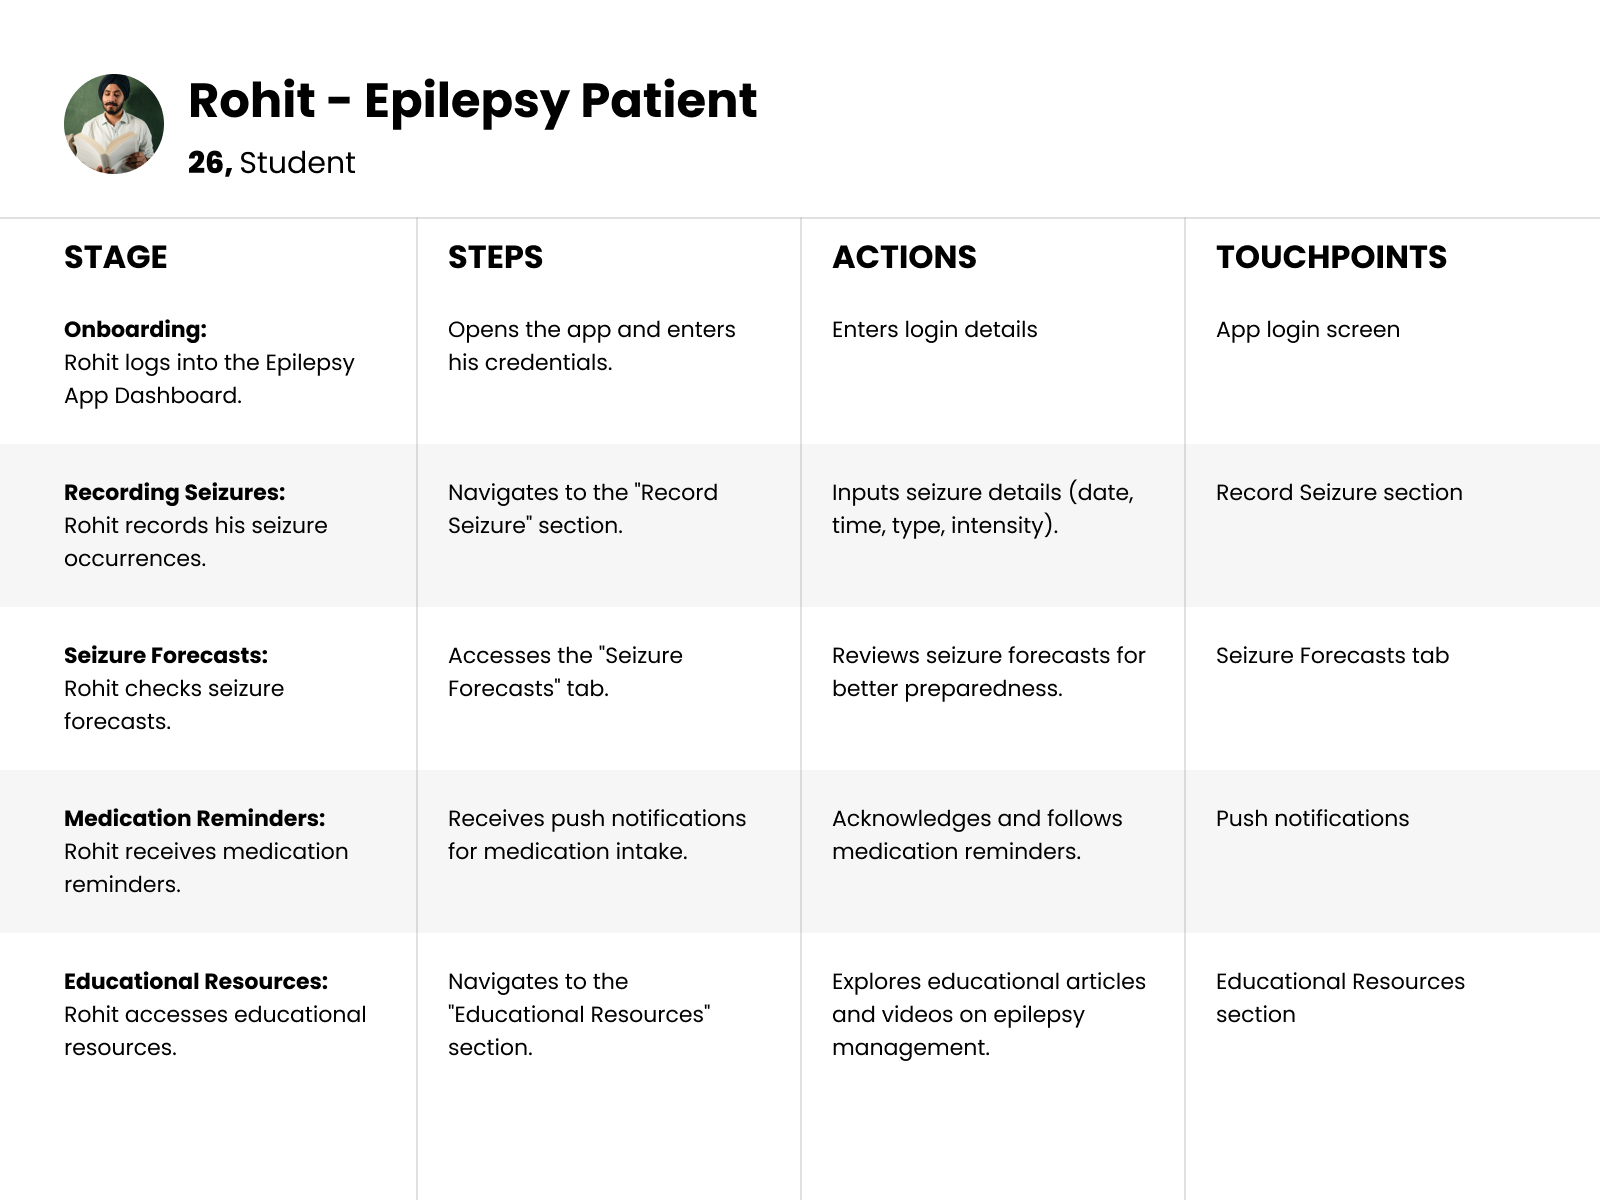 Rohit - Epilepsy Patient
26, Student
STAGE
STEPS
ACTIONS
TOUCHPOINTS
Onboarding:
Rohit logs into the Epilepsy
App Dashboard.
Opens the app and enters
his credentials.
Enters login details
App login screen
Recording Seizures:
Rohit records his seizure
occurrences.
Navigates to the "Record
Seizure" section.
Inputs seizure details (date,
time, type, intensity).
Record Seizure section
Seizure Forecasts:
Rohit checks seizure
forecasts.
Accesses the "Seizure
Forecasts" tab.
Reviews seizure forecasts for
better preparedness.
Seizure Forecasts tab
Medication Reminders:
Rohit receives medication
reminders.
Receives push notifications
for medication intake.
Acknowledges and follows
medication reminders.
Push notifications
Educational Resources:
Rohit accesses educational
resources.
Navigates to the
"Educational Resources"
section.
Explores educational articles
and videos on epilepsy
management.
Educational Resources
section